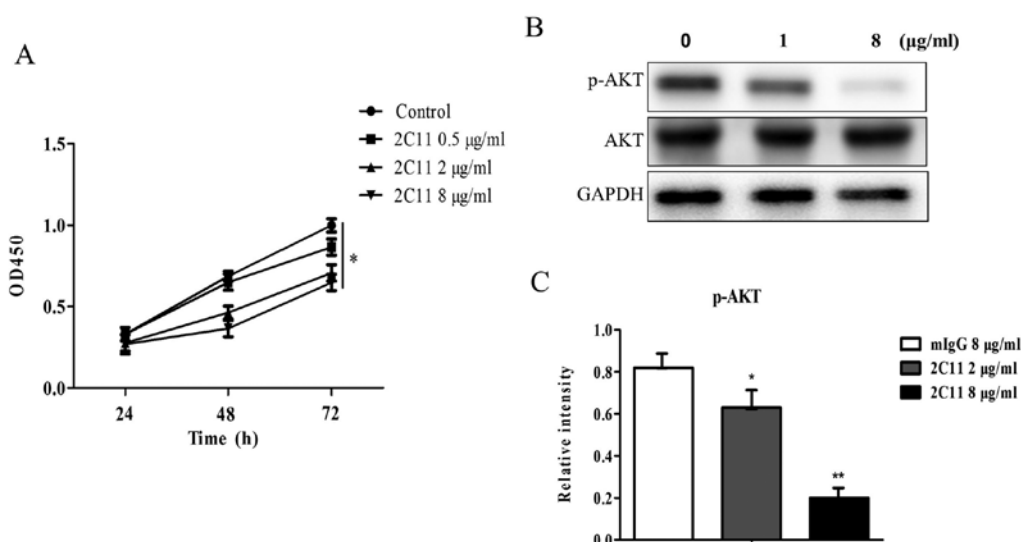 A
Control
2C11 0.5 μg/ml
2C11 2 μg/ml
2C11 8 μg/ml
1.5
1.0
0.5
0.0
OD450
*
24 48 72
Time (h)
B
0 1 8 (μg/ml)
p-AKT
AKT
GAPDH
C
p-AKT
1.0
0.8
0.6
0.4
0.2
0.0
Relative intensity
*
**
mIgG 8 μg/ml
2C11 2 μg/ml
2C11 8 μg/ml